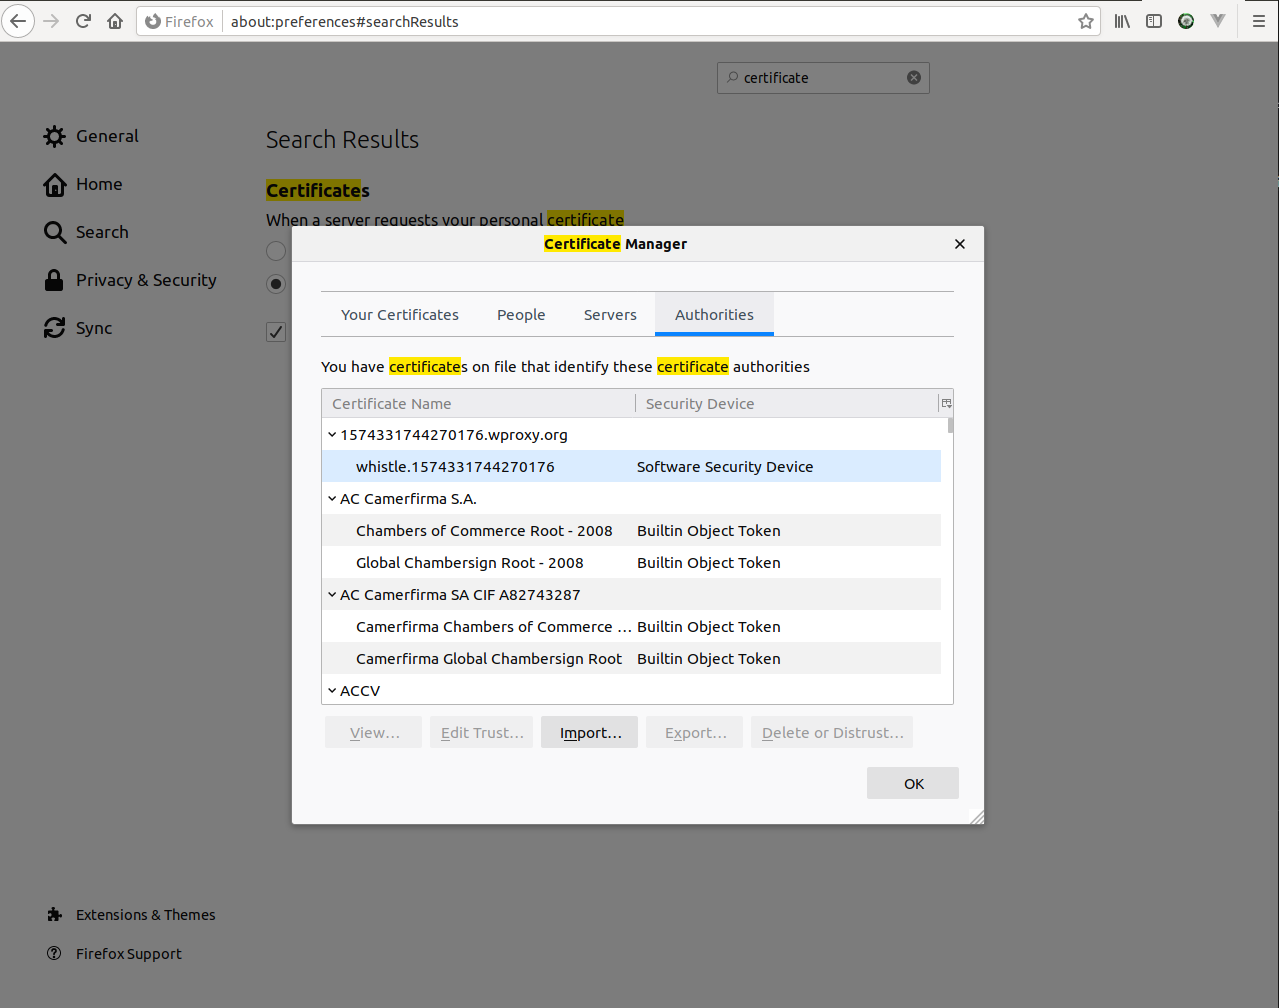 Firefox about:preferences#searchResults
certificate
General
Home
Search
Privacy & Security
Sync
Search Results
Certificates
When a server requests your personal certificate
Certificate Manager
Your Certificates People Servers Authorities
You have certificates on file that identify these certificate authorities
Certificate Name Security Device
1574331744270176.wproxy.org
whistle.1574331744270176 Software Security Device
AC Camerfirma S.A.
Chambers of Commerce Root - 2008 Builtin Object Token
Global Chambersign Root - 2008 Builtin Object Token
AC Camerfirma SA CIF A82743287
Camerfirma Chambers of Commerce … Builtin Object Token
Camerfirma Global Chambersign Root Builtin Object Token
ACCV
View… Edit Trust… Import… Export… Delete or Distrust…
OK
Extensions & Themes
Firefox Support